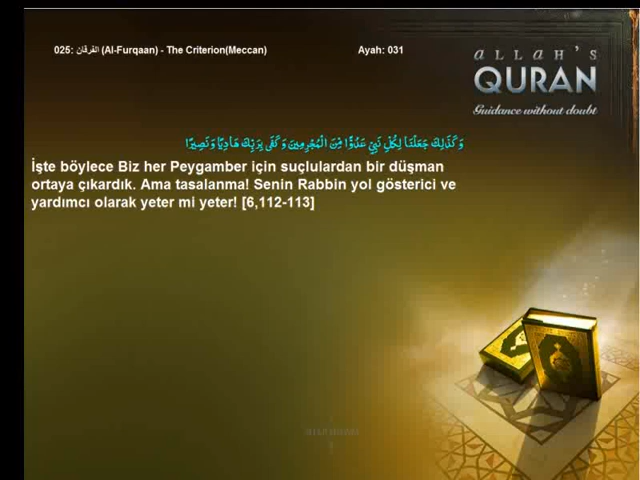 025: الفرقان (Al-Furqaan) - The Criterion(Meccan)
Ayah: 031
ALLAH'S
QURAN
Guidance without doubt
وَكَذَلِكَ جَعَلْنَا لِكُلِّ نَبِيٍّ عَدُوًّا مِّنَ الْمُجْرِمِينَ وَكَفَى بِرَبِّكَ هَادِيًا وَنَصِيرًا
İşte böylece Biz her Peygamber için suçlulardan bir düşman
ortaya çıkardık. Ama tasalanma! Senin Rabbin yol gösterici ve
yardımcı olarak yeter mi yeter! [6,112-113]